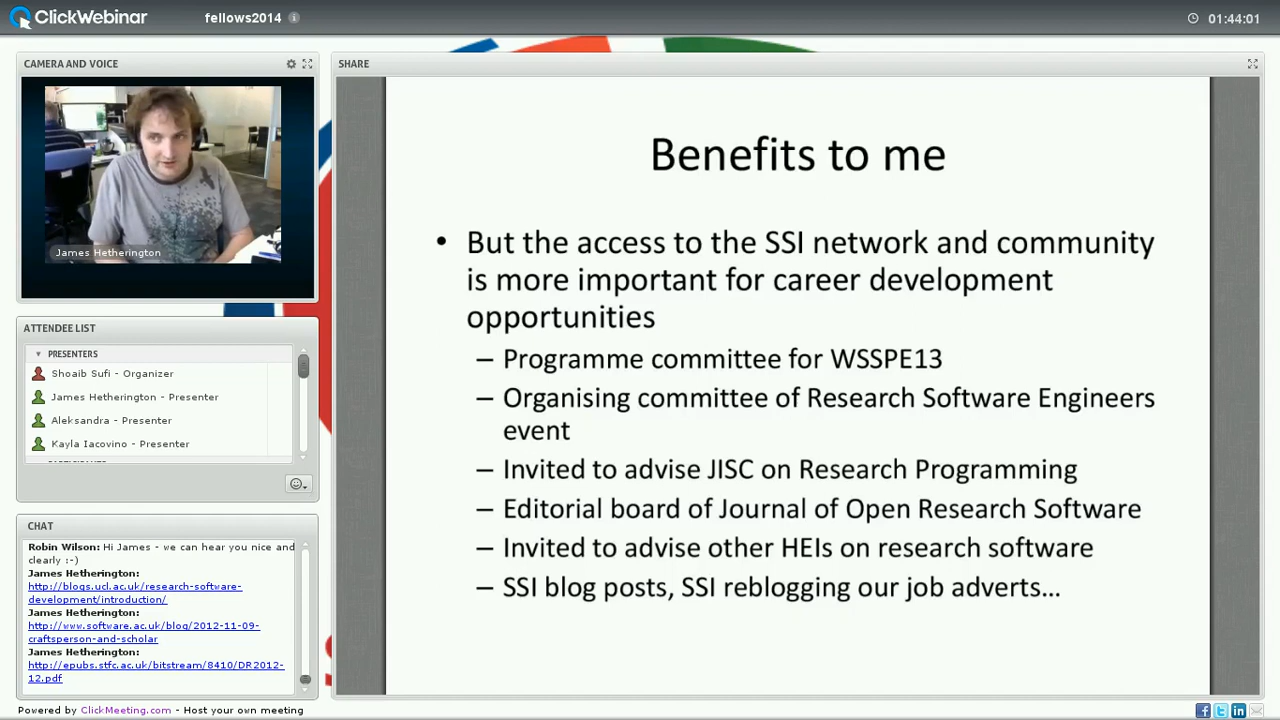 ClickWebinar
fellows2014
01:44:01
CAMERA AND VOICE
James Hetherington
ATTENDEE LIST
PRESENTERS
Shoaib Sufi - Organizer
James Hetherington - Presenter
Aleksandra - Presenter
Kayla Iacovino - Presenter
CHAT
Robin Wilson: Hi James - we can hear you nice and
clearly :-)
James Hetherington:
http://blogs.ucl.ac.uk/research-software-
development/introduction/
James Hetherington:
http://www.software.ac.uk/blog/2012-11-09-
craftsperson-and-scholar
James Hetherington:
http://epubs.stfc.ac.uk/bitstream/8410/DR2012-
12.pdf
SHARE
Benefits to me
• But the access to the SSI network and community
is more important for career development
opportunities
– Programme committee for WSSPE13
– Organising committee of Research Software Engineers
event
– Invited to advise JISC on Research Programming
– Editorial board of Journal of Open Research Software
– Invited to advise other HEIs on research software
– SSI blog posts, SSI reblogging our job adverts…
Powered by ClickMeeting.com - Host your own meeting